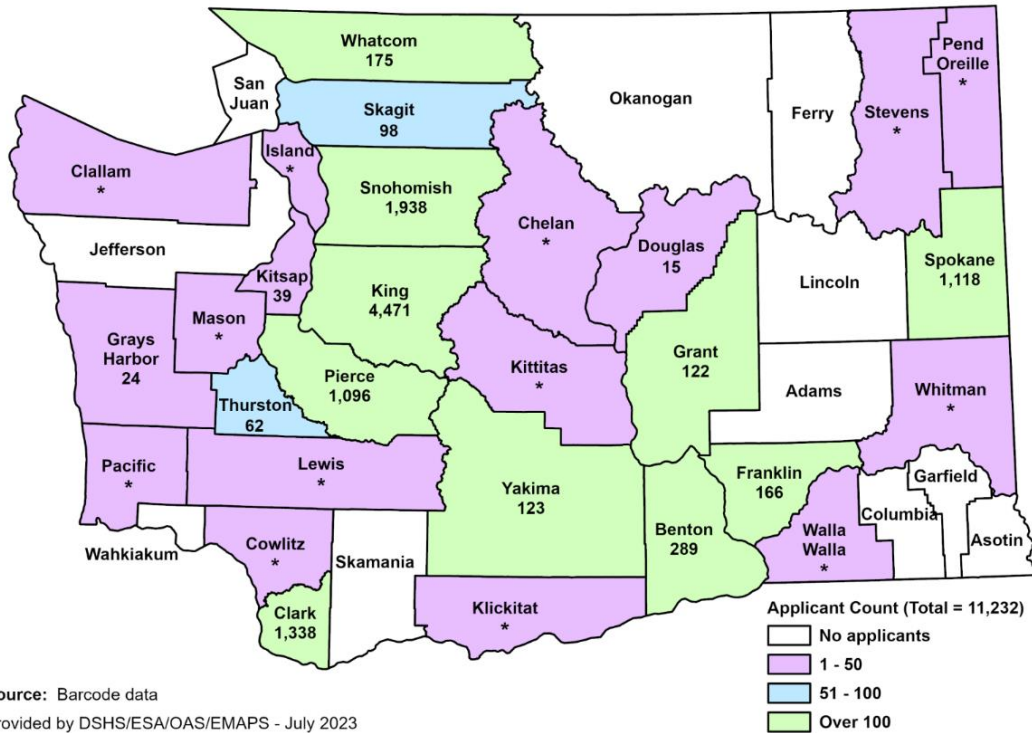 Whatcom
175
San
Juan
Skagit
98
Okanogan
Ferry
Stevens
*
Pend
Oreille
*
Clallam
*
Island
*
Snohomish
1,938
Chelan
*
Douglas
15
Jefferson
Kitsap
39
King
4,471
Lincoln
Spokane
1,118
Grays
Harbor
24
Mason
*
Thurston
62
Pierce
1,096
Kittitas
*
Grant
122
Adams
Whitman
*
Pacific
*
Lewis
*
Yakima
123
Benton
289
Franklin
166
Walla
Walla
*
Columbia
Garfield
Asotin
Wahkiakum
Cowlitz
*
Skamania
Clark
1,338
Klickitat
*
Applicant Count (Total = 11,232)
No applicants
1 - 50
51 - 100
Over 100
ource: Barcode data
rovided by DSHS/ESA/OAS/EMAPS - July 2023